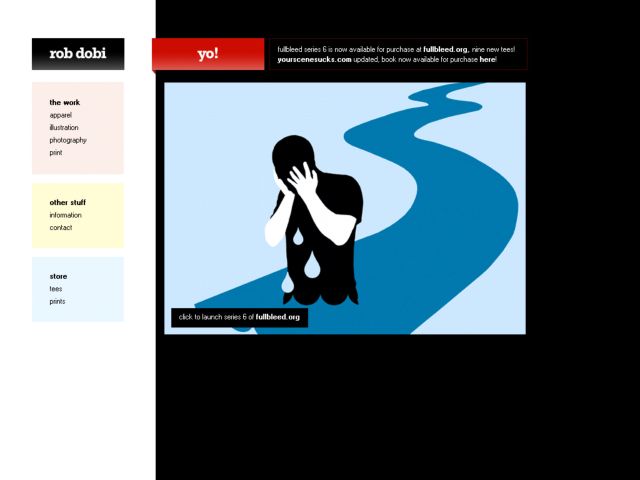 rob dobi
yo!
fullbleed series 6 is now available for purchase at fullbleed.org, nine new tees!
yourscenesucks.com updated, book now available for purchase here!
the work
apparel
illustration
photography
print
other stuff
information
contact
store
tees
prints
click to launch series 6 of fullbleed.org